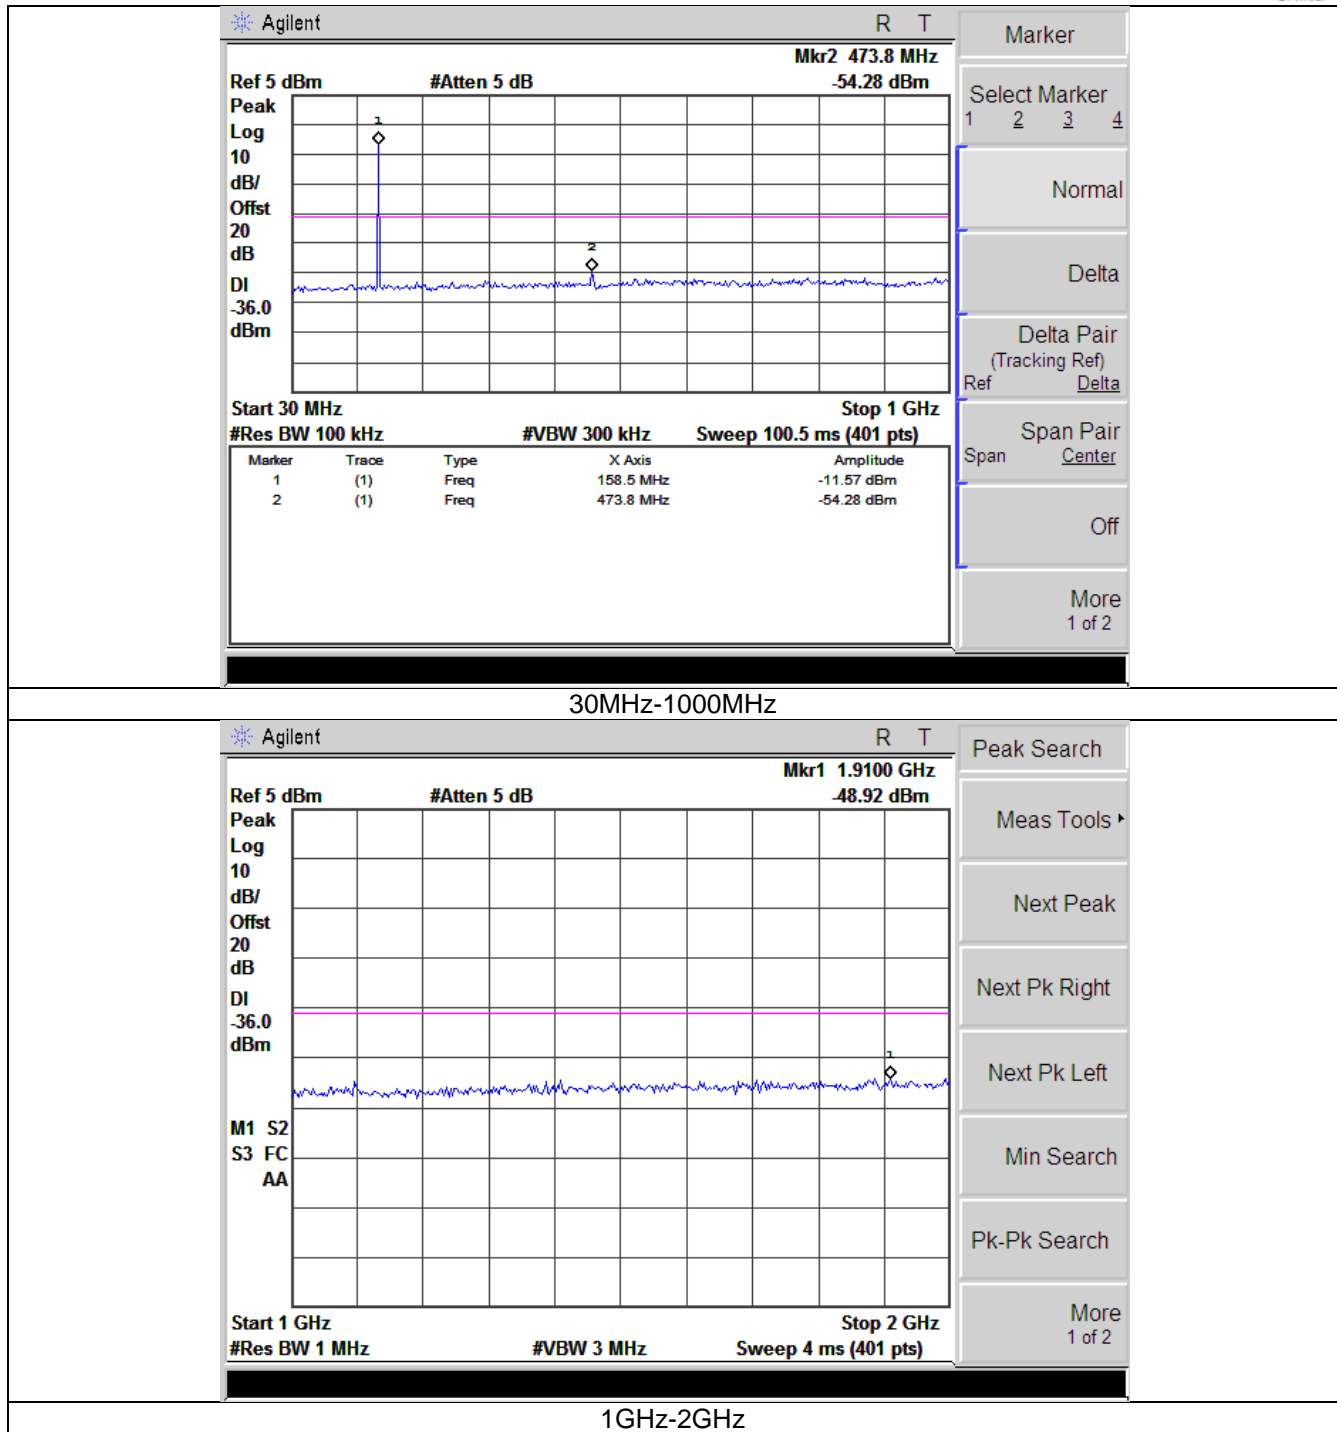 Agilent R T
Mkr2 473.8 MHz
Ref 5 dBm #Atten 5 dB -54.28 dBm
Peak
Log
10
dB/
Offst
20
dB
DI
-36.0
dBm
1
2
Start 30 MHz Stop 1 GHz
#Res BW 100 kHz #VBW 300 kHz Sweep 100.5 ms (401 pts)
Marker Trace Type X Axis Amplitude
1 (1) Freq 158.5 MHz -11.57 dBm
2 (1) Freq 473.8 MHz -54.28 dBm
Marker
Select Marker
1 2 3 4
Normal
Delta
Delta Pair
(Tracking Ref)
Ref Delta
Span Pair
Span Center
Off
More
1 of 2
30MHz-1000MHz
Agilent R T
Mkr1 1.9100 GHz
Ref 5 dBm #Atten 5 dB -48.92 dBm
Peak
Log
10
dB/
Offst
20
dB
DI
-36.0
dBm
1
M1 S2
S3 FC
AA
Start 1 GHz Stop 2 GHz
#Res BW 1 MHz #VBW 3 MHz Sweep 4 ms (401 pts)
Peak Search
Meas Tools
Next Peak
Next Pk Right
Next Pk Left
Min Search
Pk-Pk Search
More
1 of 2
1GHz-2GHz